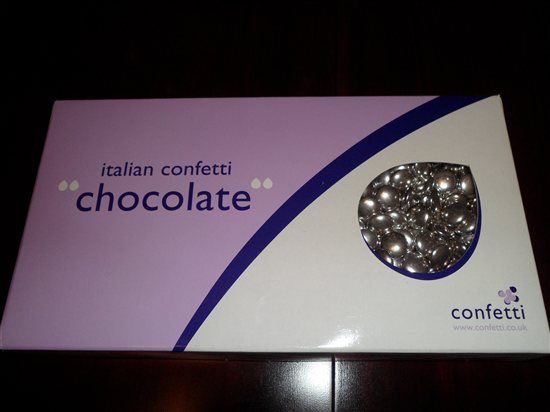 italian confetti
"chocolate"
confetti
www.confetti.co.uk